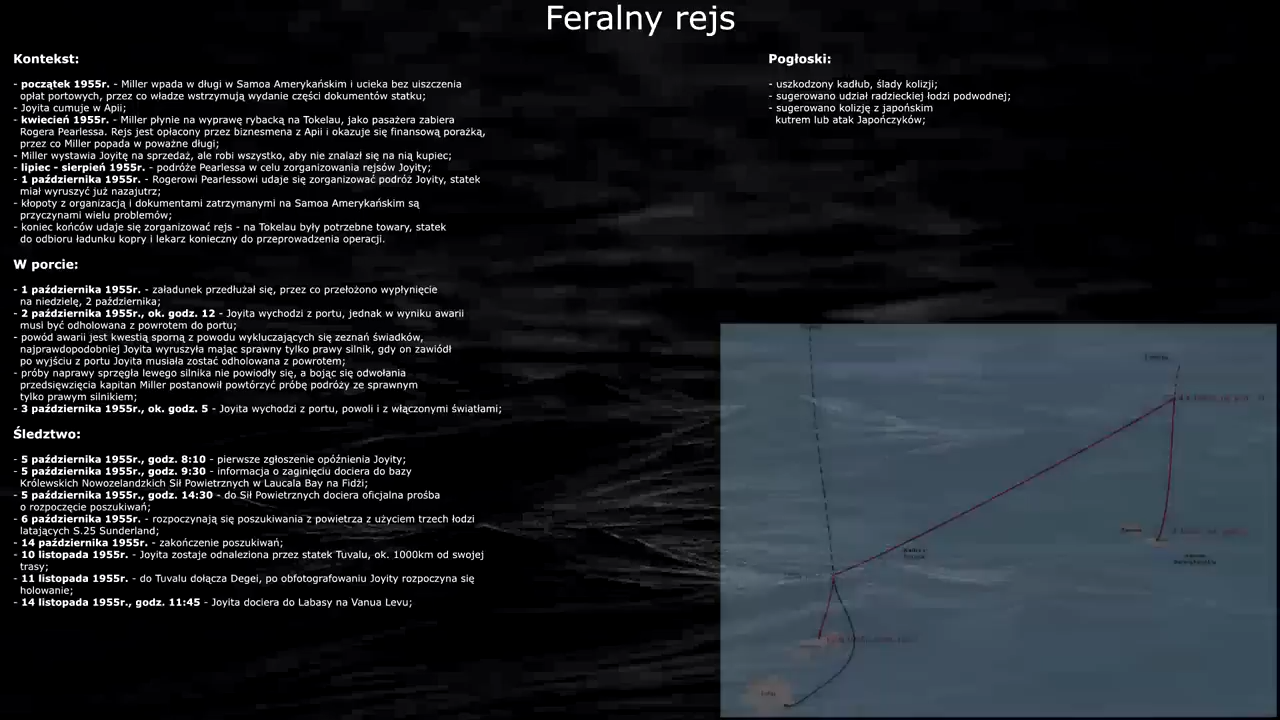 Feralny rejs
Kontekst:
- początek 1955r. - Miller wpada w długi w Samoa Amerykańskim i ucieka bez uiszczenia
opłat portowych, przez co władze wstrzymują wydanie części dokumentów statku;
- Joyita cumuje w Apii;
- kwiecień 1955r. - Miller płynie na wyprawę rybacką na Tokelau, jako pasażera zabiera
Rogera Pearlessa. Rejs jest opłacony przez biznesmena z Apii i okazuje się finansową porażką,
przez co Miller popada w poważne długi;
- Miller wystawia Joyitę na sprzedaż, ale robi wszystko, aby nie znalazł się na nią kupiec;
- lipiec - sierpień 1955r. - podróże Pearlessa w celu zorganizowania rejsów Joyity;
- 1 października 1955r. - Rogerowi Pearlessowi udaje się zorganizować podróż Joyity, statek
miał wyruszyć już nazajutrz;
- kłopoty z organizacją i dokumentami zatrzymanymi na Samoa Amerykańskim są
przyczynami wielu problemów;
- koniec końców udaje się zorganizować rejs - na Tokelau były potrzebne towary, statek
do odbioru ładunku kopry i lekarz konieczny do przeprowadzenia operacji.
W porcie:
- 1 października 1955r. - załadunek przedłużał się, przez co przełożono wypłynięcie
na niedzielę, 2 października;
- 2 października 1955r., ok. godz. 12 - Joyita wychodzi z portu, jednak w wyniku awarii
musi być odholowana z powrotem do portu;
- powód awarii jest kwestią sporną z powodu wykluczających się zeznań świadków,
najprawdopodobniej Joyita wyruszyła mając sprawny tylko prawy silnik, gdy on zawiódł
po wyjściu z portu Joyita musiała zostać odholowana z powrotem;
- próby naprawy sprzęgła lewego silnika nie powiodły się, a bojąc się odwołania
przedsięwzięcia kapitan Miller postanowił powtórzyć próbę podróży ze sprawnym
tylko prawym silnikiem;
- 3 października 1955r., ok. godz. 5 - Joyita wychodzi z portu, powoli i z włączonymi światłami;
Śledztwo:
- 5 października 1955r., godz. 8:10 - pierwsze zgłoszenie opóźnienia Joyity;
- 5 października 1955r., godz. 9:30 - informacja o zaginięciu dociera do bazy
Królewskich Nowozelandzkich Sił Powietrznych w Laucala Bay na Fidżi;
- 5 października 1955r., godz. 14:30 - do Sił Powietrznych dociera oficjalna prośba
o rozpoczęcie poszukiwań;
- 6 października 1955r. - rozpoczynają się poszukiwania z powietrza z użyciem trzech łodzi
latających S.25 Sunderland;
- 14 października 1955r. - zakończenie poszukiwań;
- 10 listopada 1955r. - Joyita zostaje odnaleziona przez statek Tuvalu, ok. 1000km od swojej
trasy;
- 11 listopada 1955r. - do Tuvalu dołącza Degei, po obfotografowaniu Joyity rozpoczyna się
holowanie;
- 14 listopada 1955r., godz. 11:45 - Joyita dociera do Labasy na Vanua Levu;
Pogłoski:
- uszkodzony kadłub, ślady kolizji;
- sugerowano udział radzieckiej łodzi podwodnej;
- sugerowano kolizję z japońskim
kutrem lub atak Japończyków;